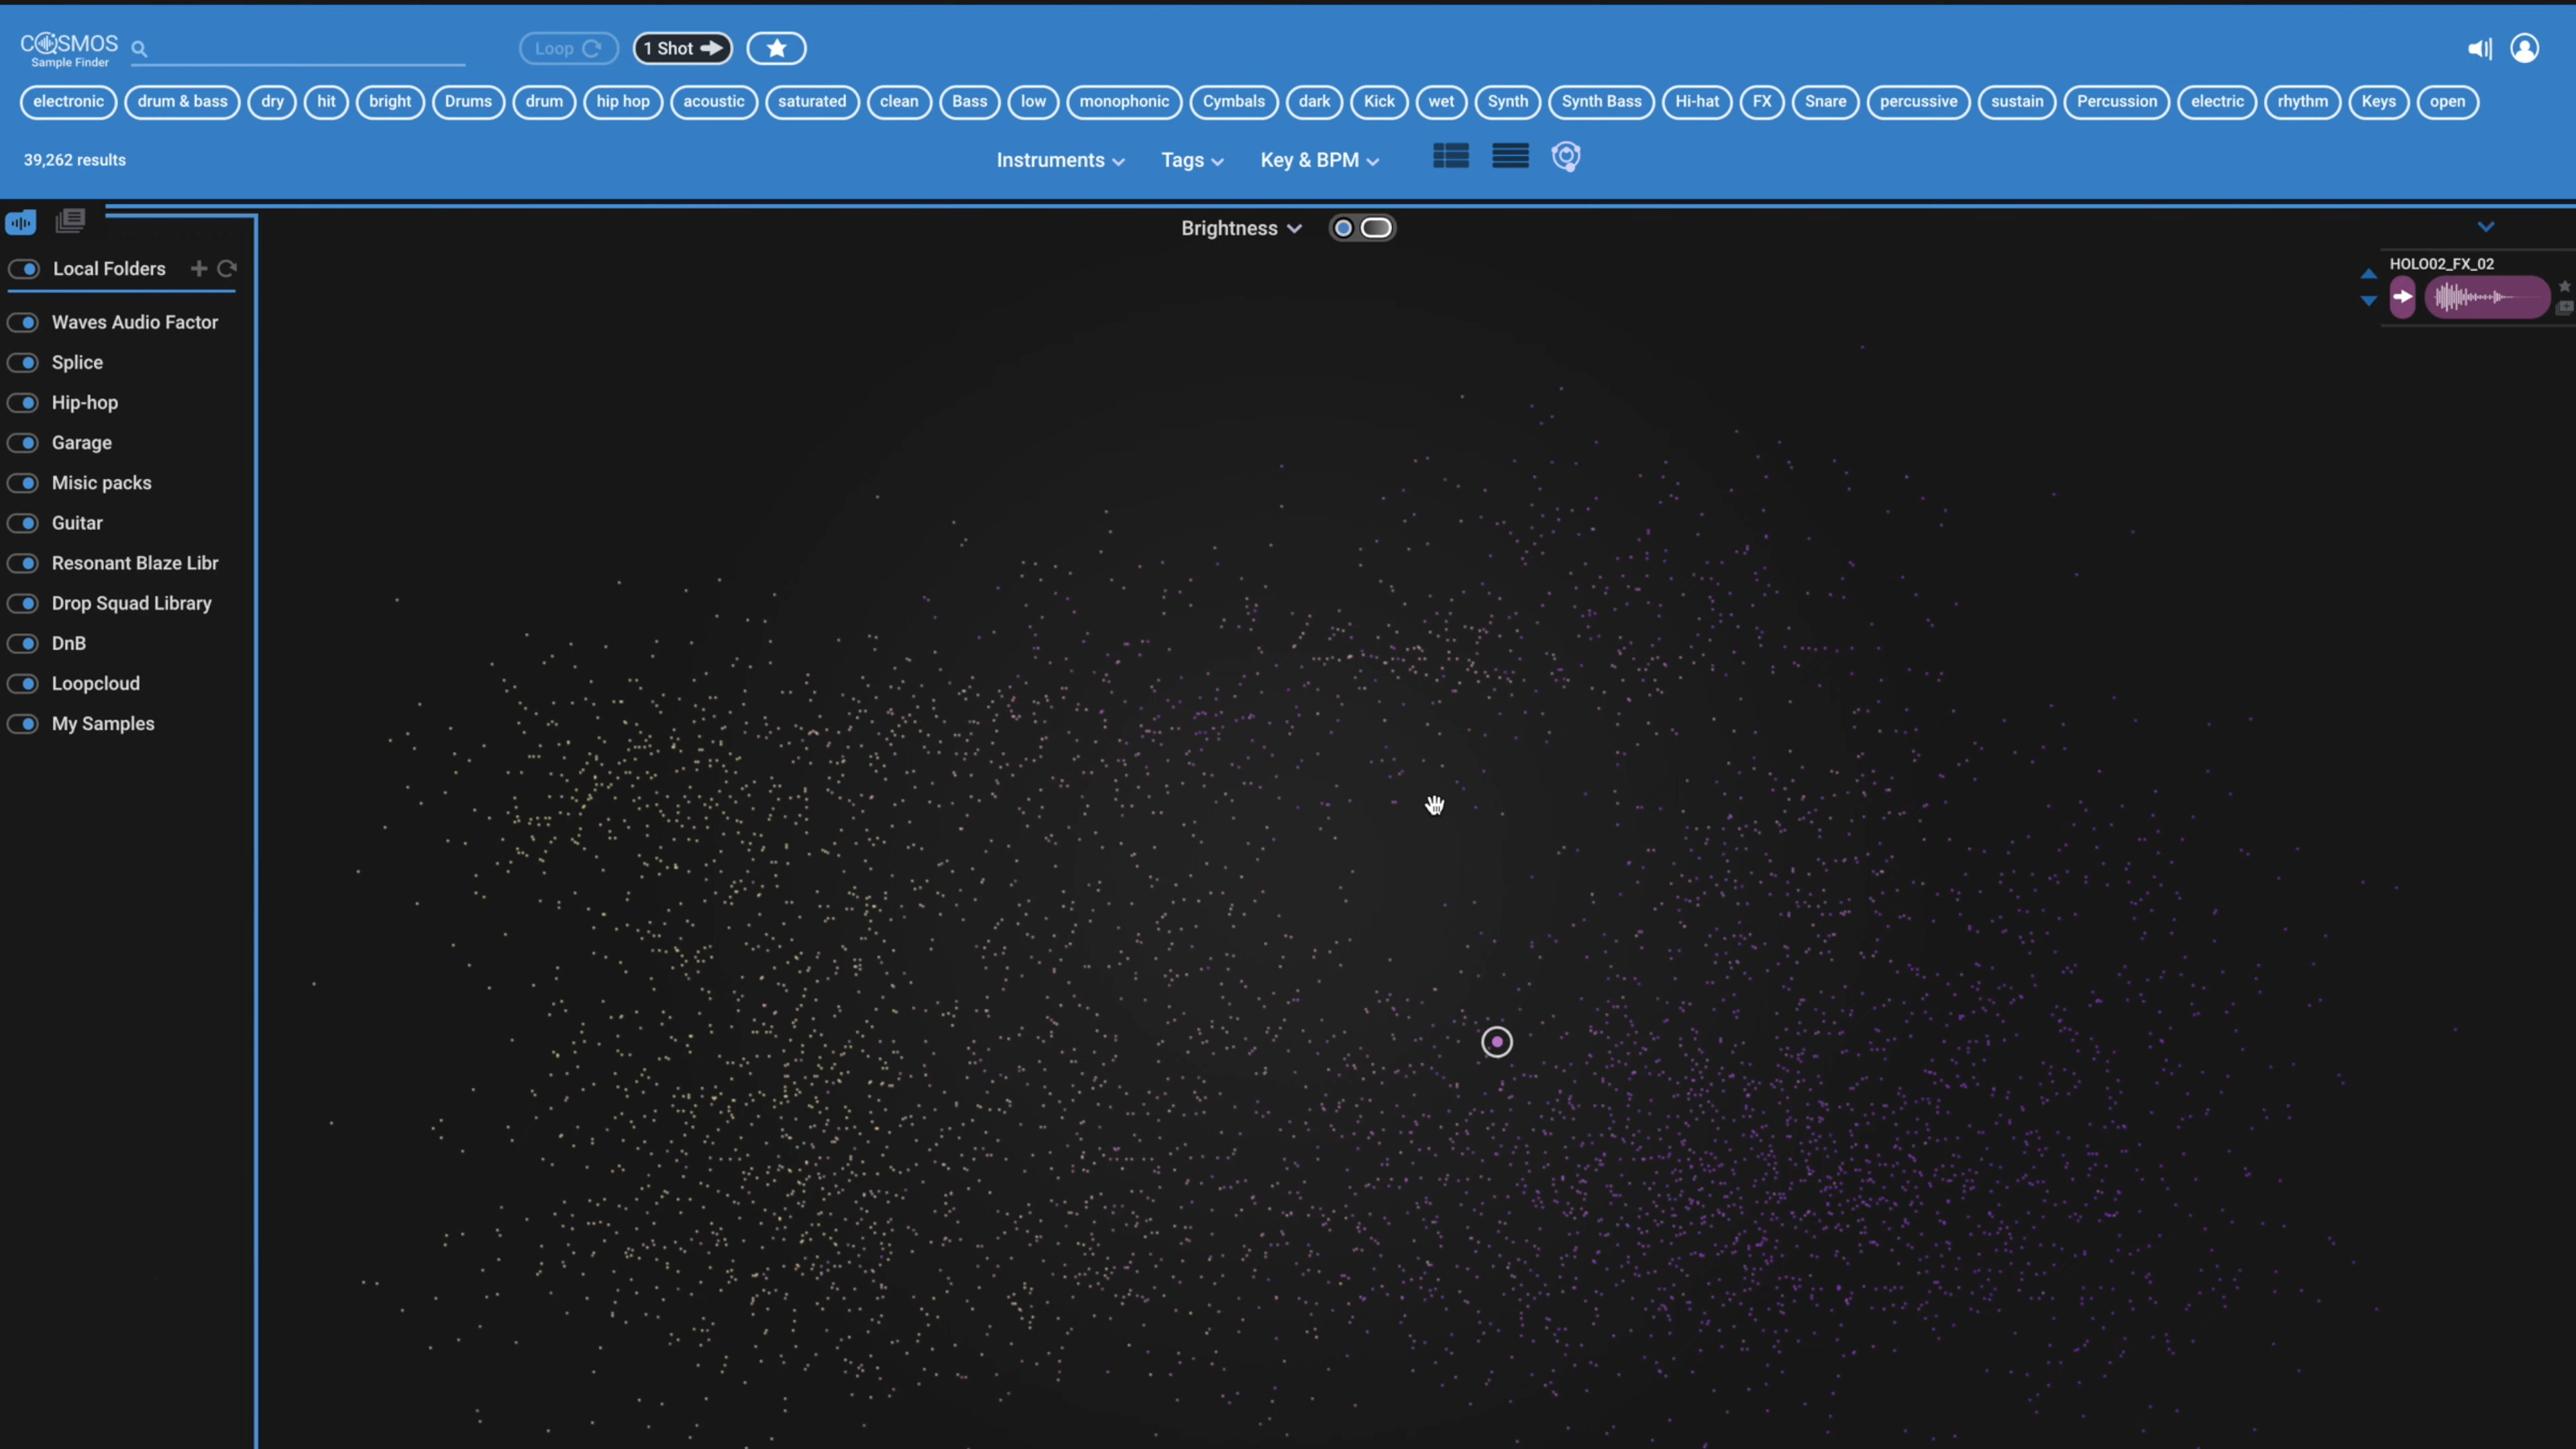 COSMOS
Sample Finder
Loop
1 Shot
electronic
drum & bass
dry
hit
bright
Drums
drum
hip hop
acoustic
saturated
clean
Bass
low
monophonic
Cymbals
dark
Kick
wet
Synth
Synth Bass
Hi-hat
FX
Snare
percussive
sustain
Percussion
electric
rhythm
Keys
open
39,262 results
Instruments
Tags
Key & BPM
Brightness
Local Folders
Waves Audio Factor
Splice
Hip-hop
Garage
Misic packs
Guitar
Resonant Blaze Libr
Drop Squad Library
DnB
Loopcloud
My Samples
HOLO02_FX_02